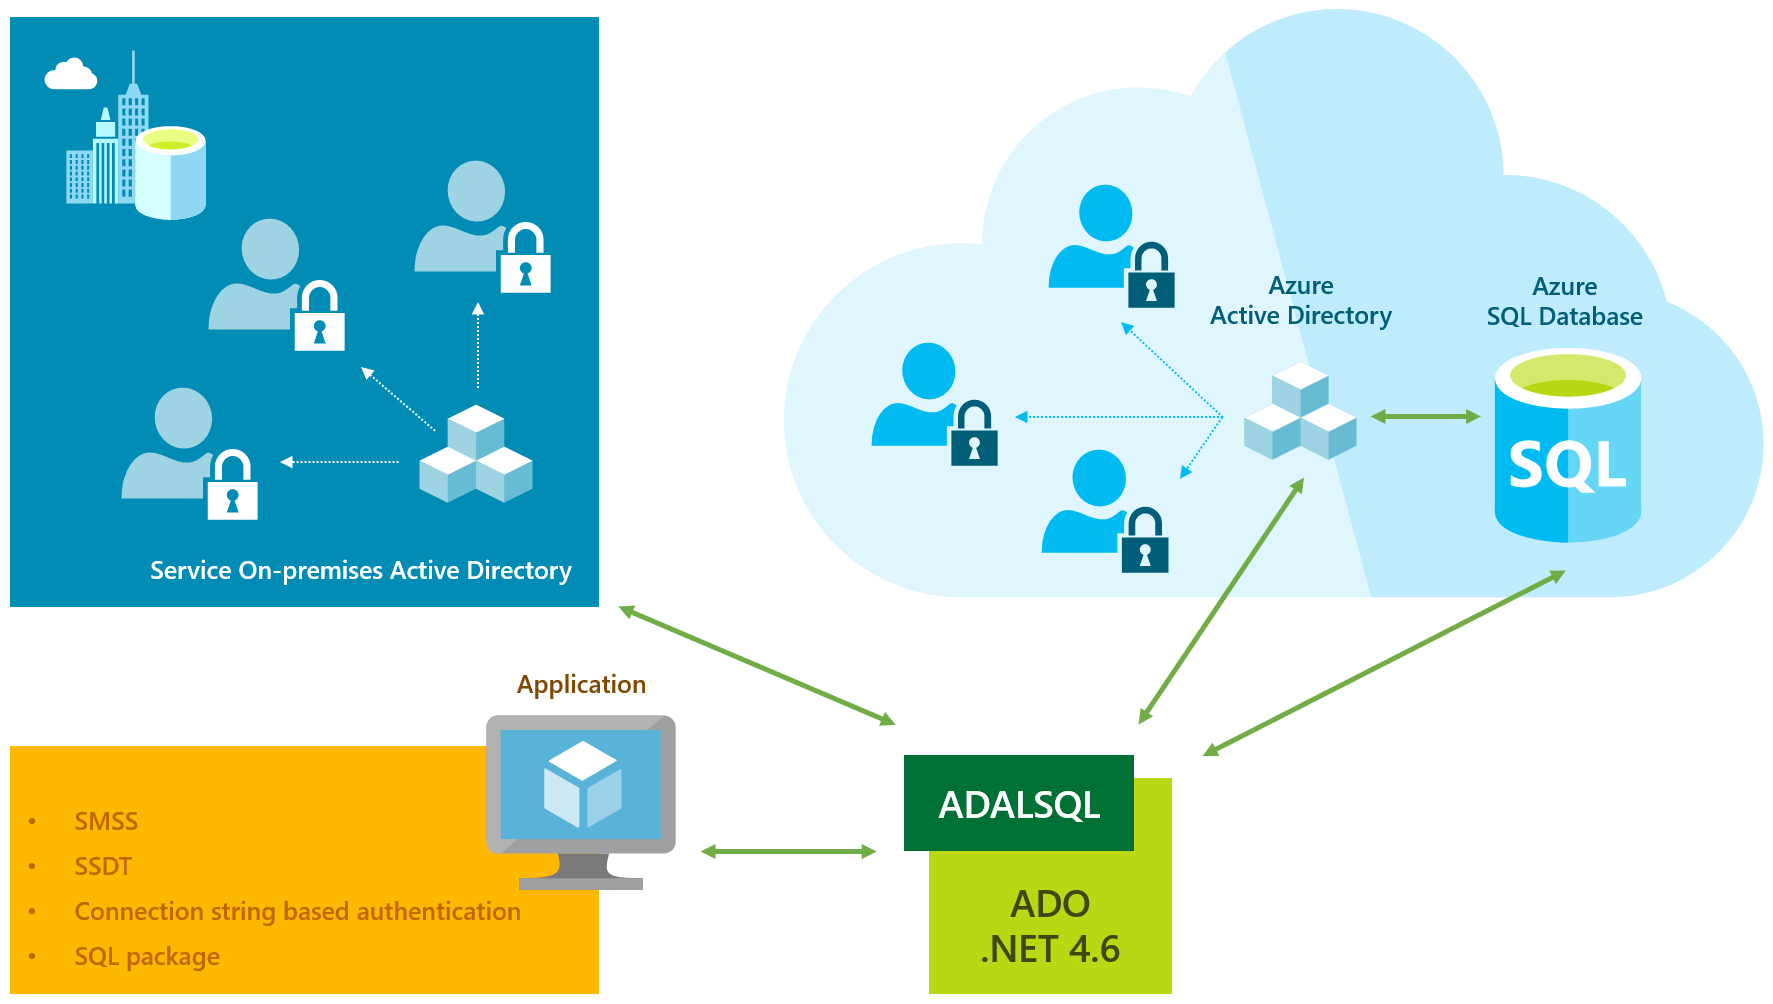 Service On-premises Active Directory
Azure
Active Directory
Azure
SQL Database
SQL
Application
• SMSS
• SSDT
• Connection string based authentication
• SQL package
ADALSQL
ADO
.NET 4.6